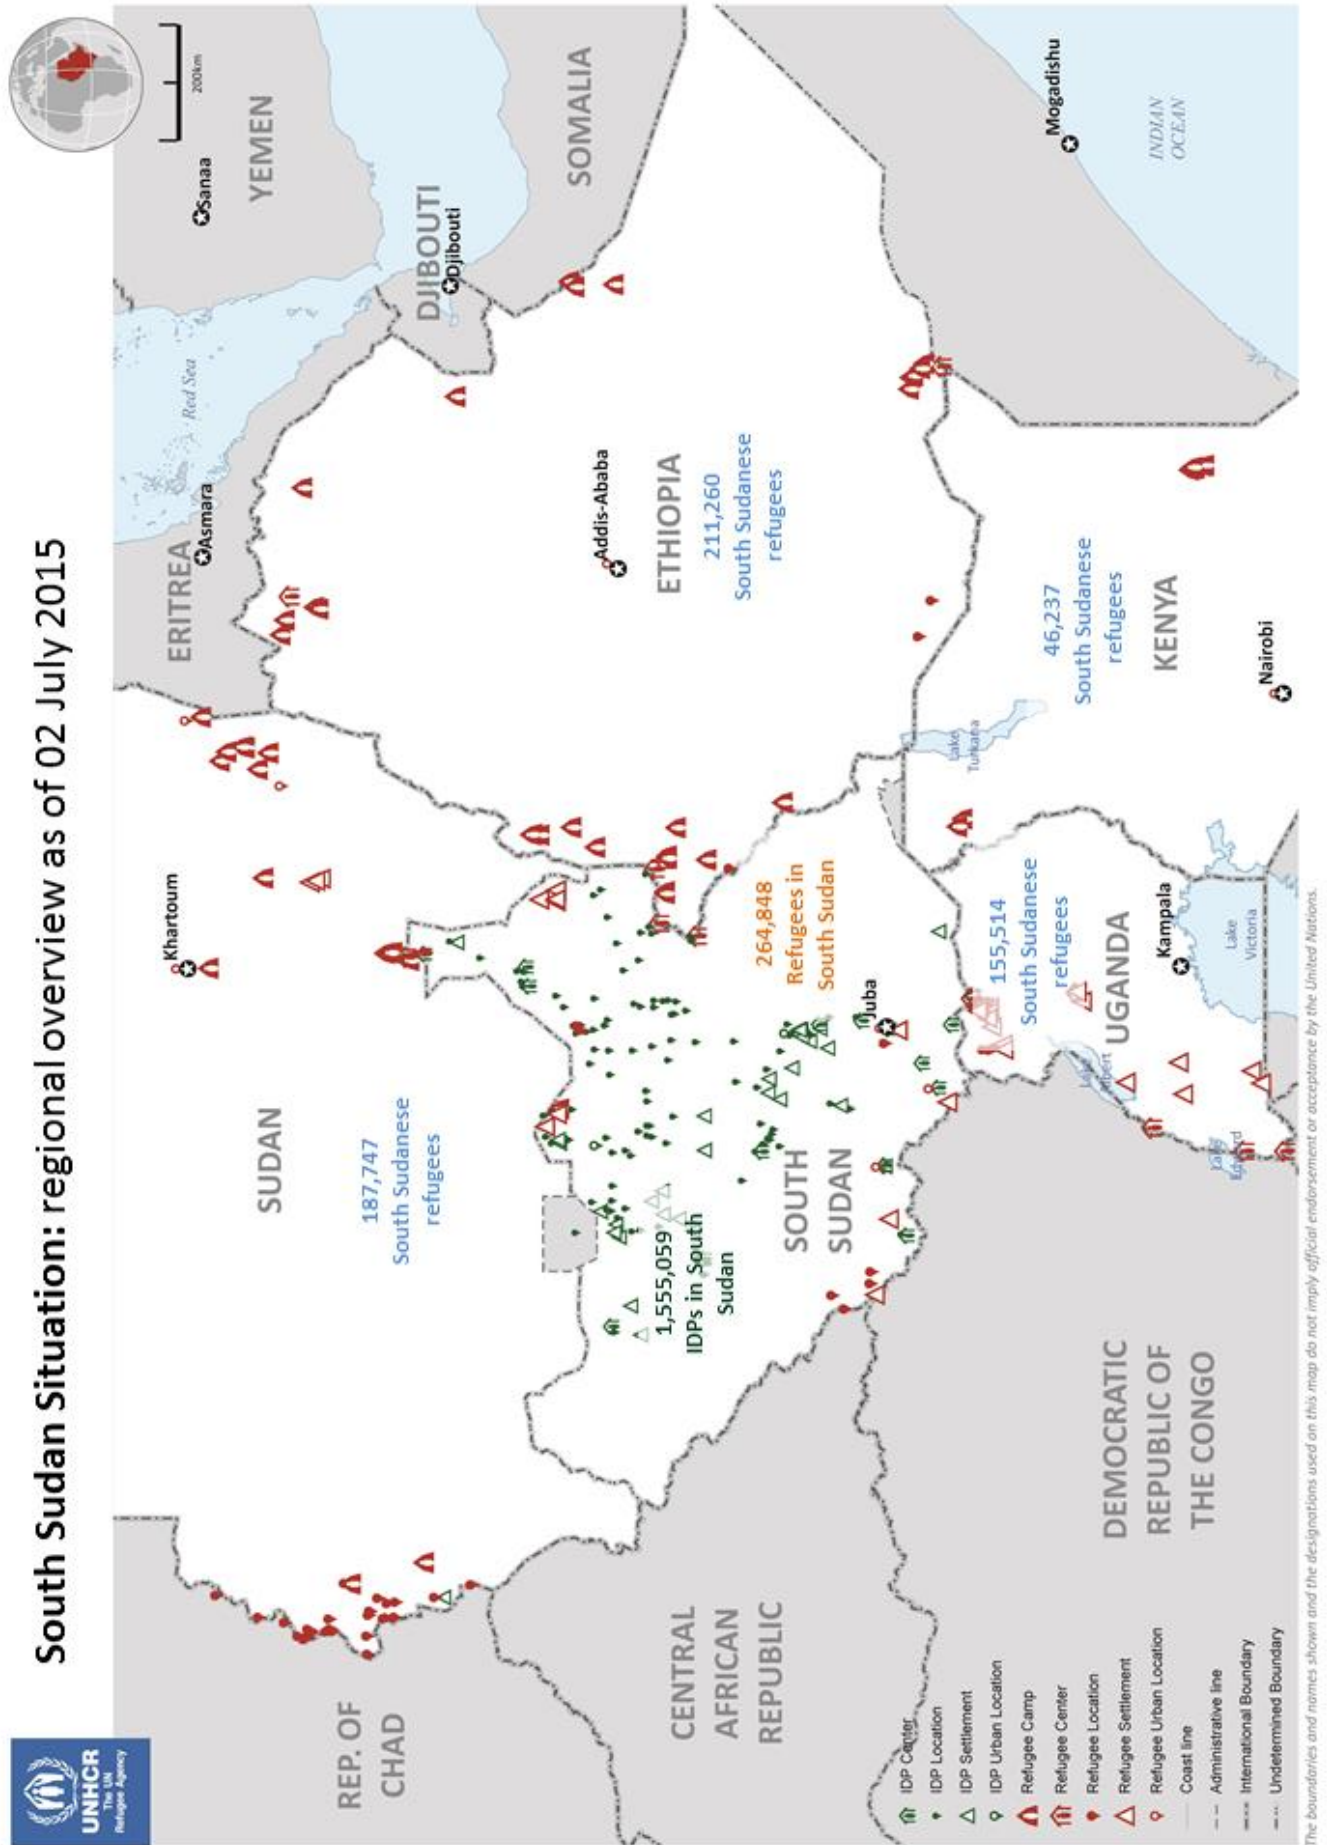 South Sudan Situation: regional overview as of 02 July 2015
UNHCR
The UN
Refugee Agency
200km
Khartoum
ERITREA
Asmara
Red Sea
Sanaa
YEMEN
REP. OF
CHAD
SUDAN
187,747
South Sudanese
refugees
DJIBOUTI
Djibouti
SOMALIA
Addis-Ababa
ETHIOPIA
211,260
South Sudanese
refugees
1,555,059
IDPs in South
Sudan
264,848
Refugees in
South Sudan
CENTRAL
AFRICAN
REPUBLIC
SOUTH
SUDAN
Juba
Lake
Turkana
46,237
South Sudanese
refugees
KENYA
Mogadishu
INDIAN
OCEAN
155,514
South Sudanese
refugees
UGANDA
Kampala
Lake
Albert
Lake
Edward
Lake
Victoria
Nairobi
DEMOCRATIC
REPUBLIC OF
THE CONGO
IDP Center
IDP Location
IDP Settlement
IDP Urban Location
Refugee Camp
Refugee Center
Refugee Location
Refugee Settlement
Refugee Urban Location
Coast line
Administrative line
International Boundary
Undetermined Boundary
The boundaries and names shown and the designations used on this map do not imply official endorsement or acceptance by the United Nations.